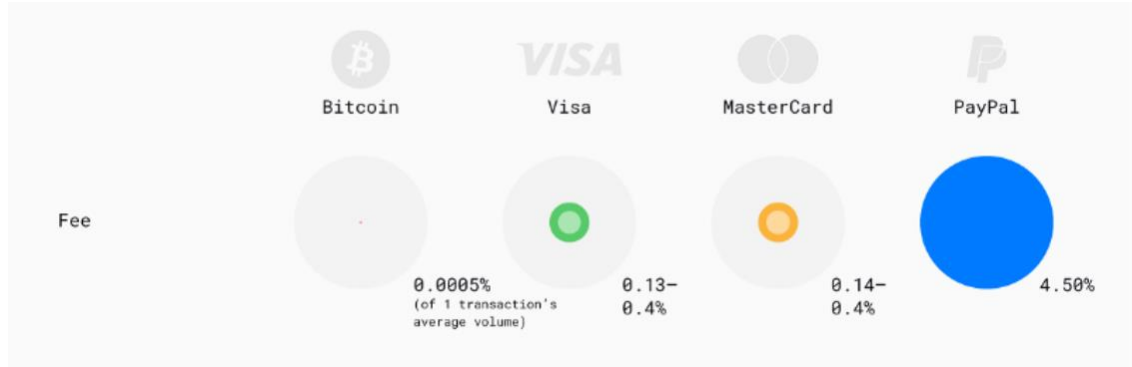 VISA
Bitcoin
Visa
MasterCard
PayPal
Fee
0.0005%
(of 1 transaction's
average volume)
0.13–
0.4%
0.14–
0.4%
4.50%